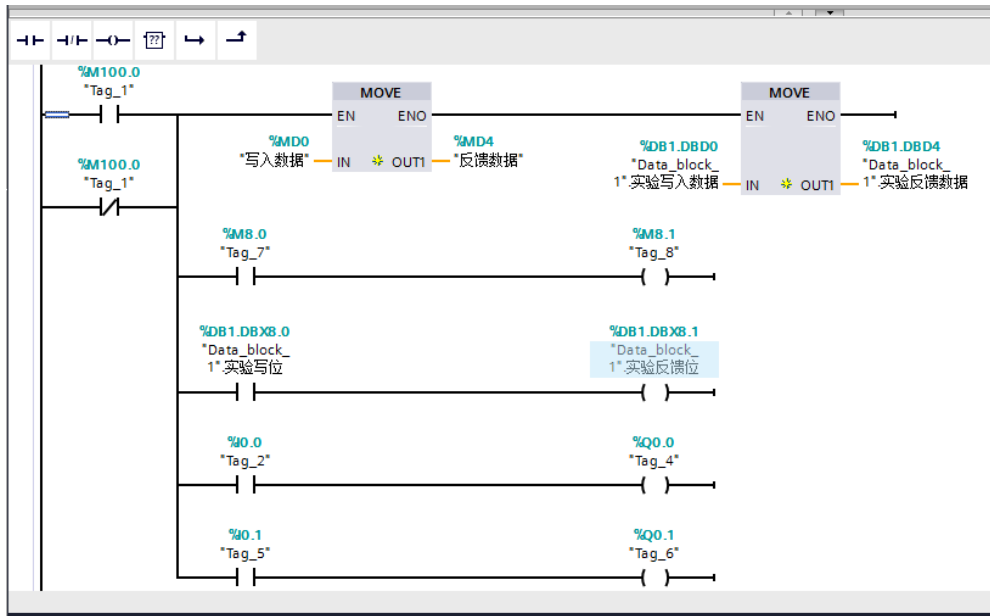 ??
%M100.0
"Tag_1"
MOVE
EN ENO
%MD0
"写入数据"
IN OUT1
%MD4
"反馈数据"
MOVE
EN ENO
%DB1.DBD0
"Data_block_
1".实验写入数据
IN OUT1
%DB1.DBD4
"Data_block_
1".实验反馈数据
%M100.0
"Tag_1"
%M8.0
"Tag_7"
%M8.1
"Tag_8"
%DB1.DBX8.0
"Data_block_
1".实验写位
%DB1.DBX8.1
"Data_block_
1".实验反馈位
%I0.0
"Tag_2"
%Q0.0
"Tag_4"
%I0.1
"Tag_5"
%Q0.1
"Tag_6"